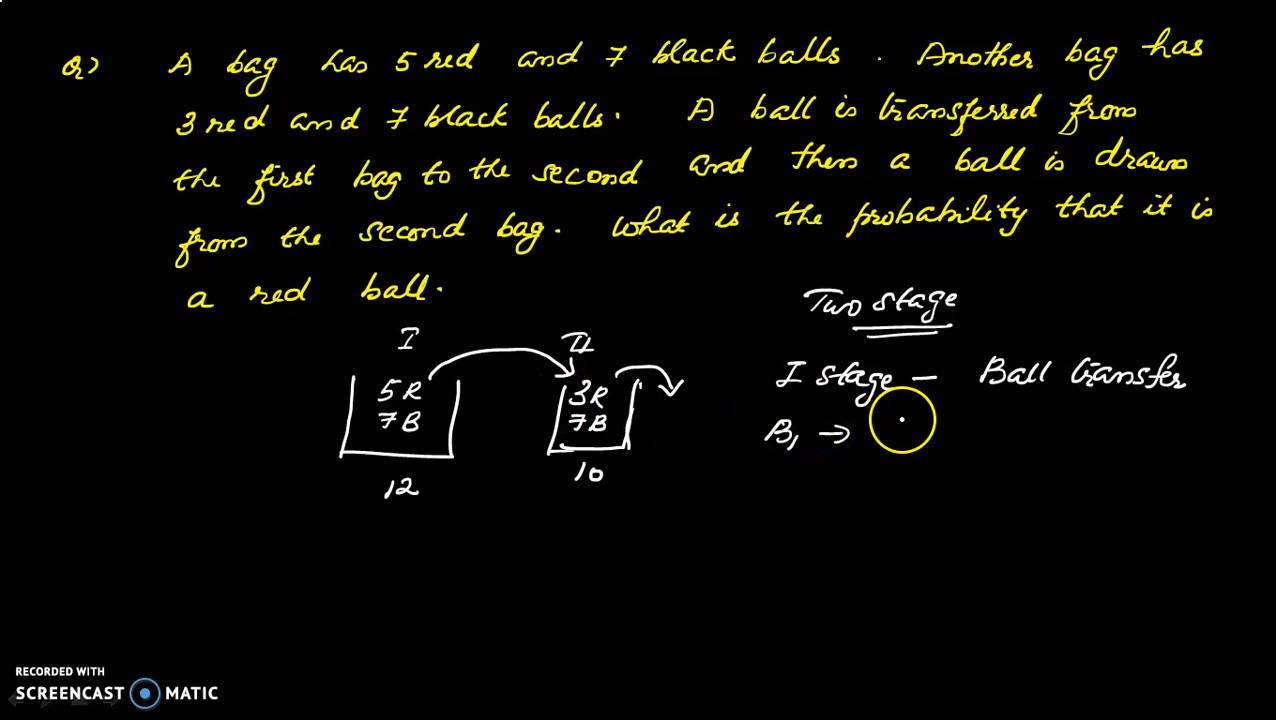 Q) A bag has 5 red and 7 black balls. Another bag has
3 red and 7 black balls. A ball is transferred from
the first bag to the second and then a ball is drawn
from the second bag. What is the probability that it is
a red ball.
Two stage
I II
I stage - Ball transfer
5R 3R
7B 7B
B₁ →
12 10
RECORDED WITH
SCREENCAST MATIC